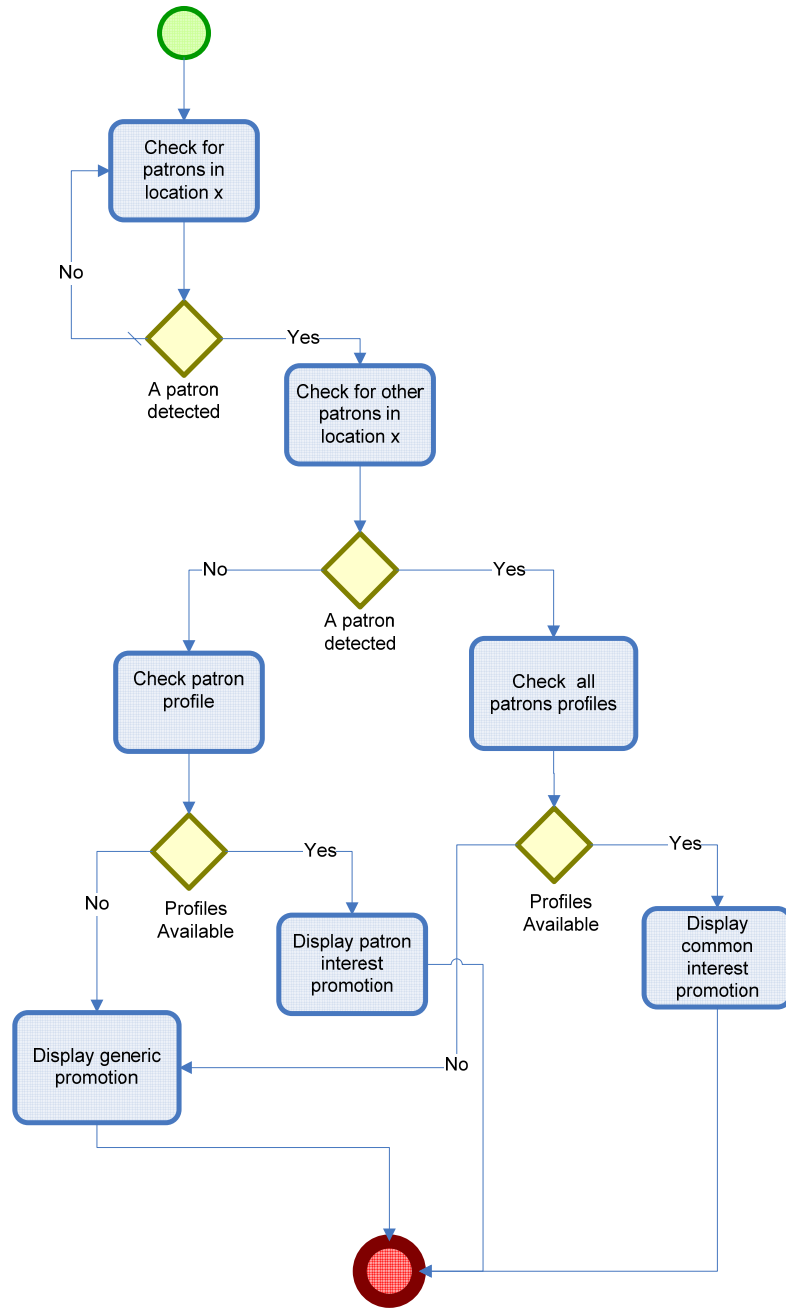 Check for
patrons in
location x
No
Yes
A patron
detected
Check for other
patrons in
location x
No
Yes
A patron
detected
Check patron
profile
Check all
patrons profiles
Yes
Yes
No
Profiles
Available
Profiles
Available
Display patron
interest
promotion
Display
common
interest
promotion
Display generic
promotion
No